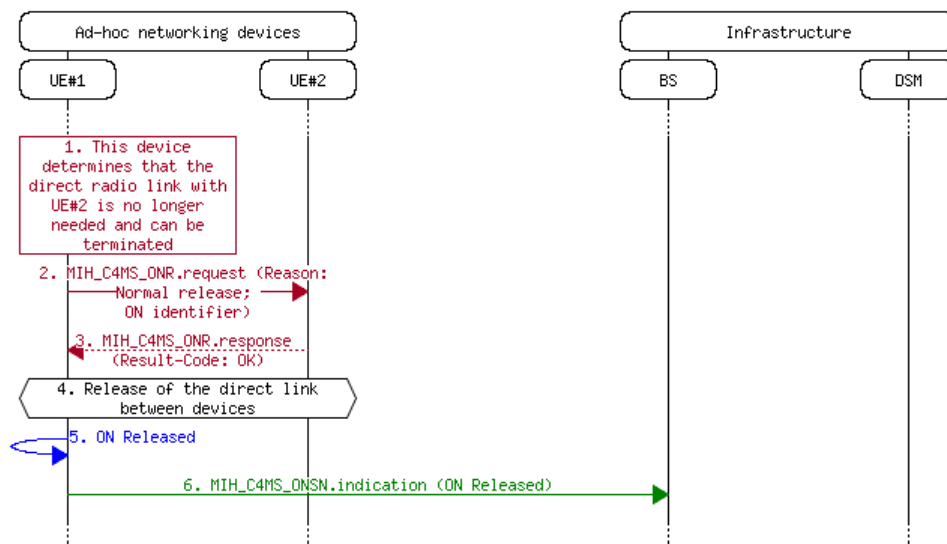 Ad-hoc networking devices
Infrastructure
UE#1
UE#2
BS
DSM
1. This device
determines that the
direct radio link with
UE#2 is no longer
needed and can be
terminated
2. MIH_C4MS_ONR.request (Reason:
Normal release;
ON identifier)
3. MIH_C4MS_ONR.response
(Result-Code: OK)
4. Release of the direct link
between devices
5. ON Released
6. MIH_C4MS_ONSN.indication (ON Released)